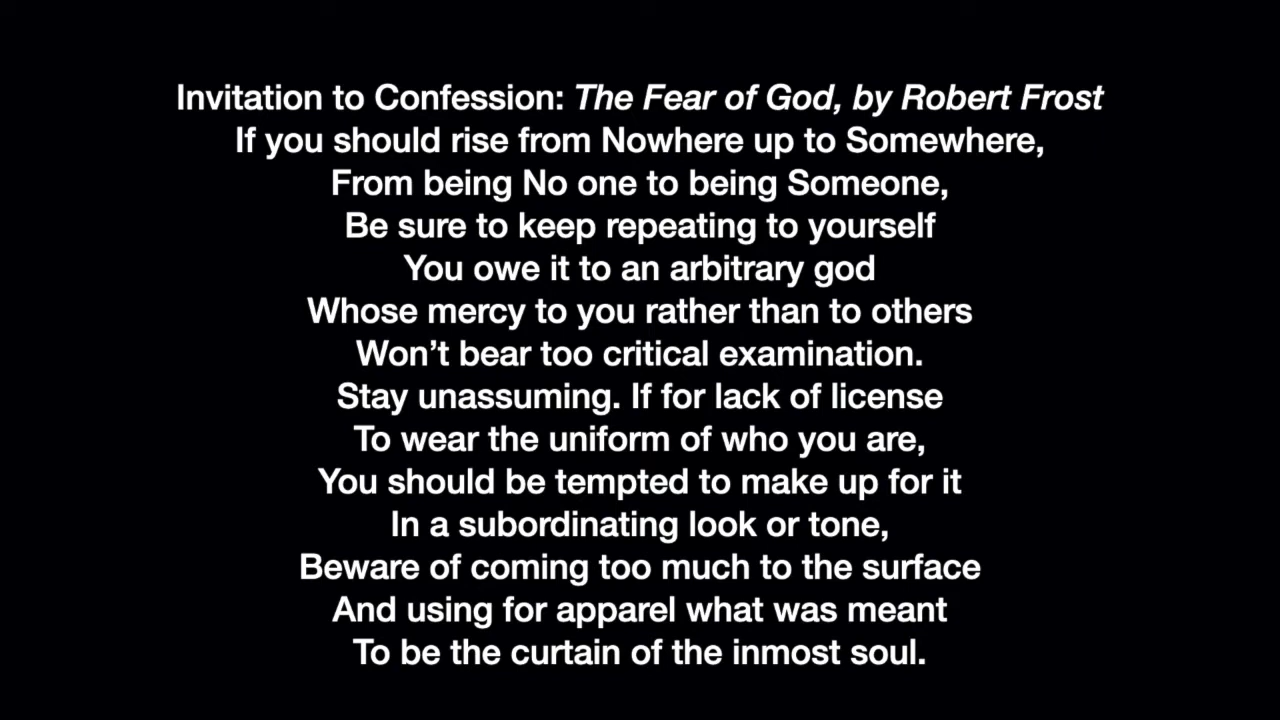 Invitation to Confession: The Fear of God, by Robert Frost
If you should rise from Nowhere up to Somewhere,
From being No one to being Someone,
Be sure to keep repeating to yourself
You owe it to an arbitrary god
Whose mercy to you rather than to others
Won’t bear too critical examination.
Stay unassuming. If for lack of license
To wear the uniform of who you are,
You should be tempted to make up for it
In a subordinating look or tone,
Beware of coming too much to the surface
And using for apparel what was meant
To be the curtain of the inmost soul.